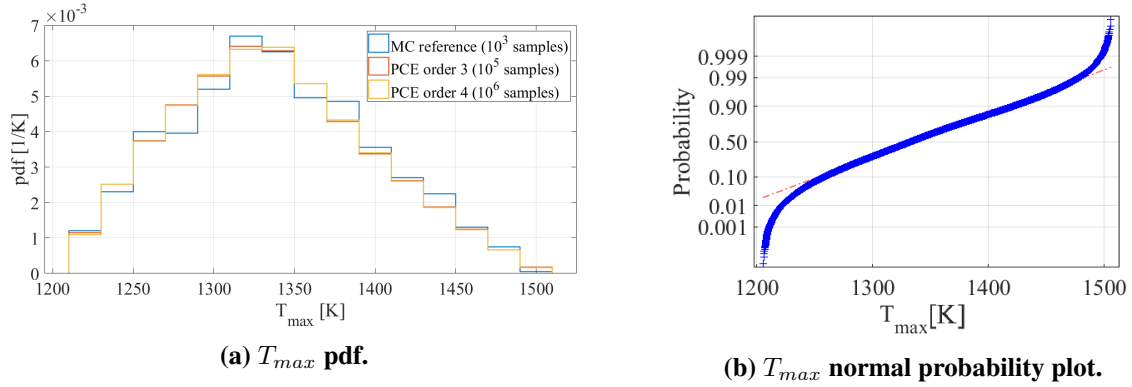 ×10⁻³
7
6
5
4
3
2
1
0
pdf [1/K]
MC reference (10³ samples)
PCE order 3 (10⁵ samples)
PCE order 4 (10⁶ samples)
1200 1250 1300 1350 1400 1450 1500
T_max [K]
(a) T_max pdf.
0.999
0.99
0.90
0.50
0.10
0.01
0.001
Probability
1200 1300 1400 1500
T_max[K]
(b) T_max normal probability plot.